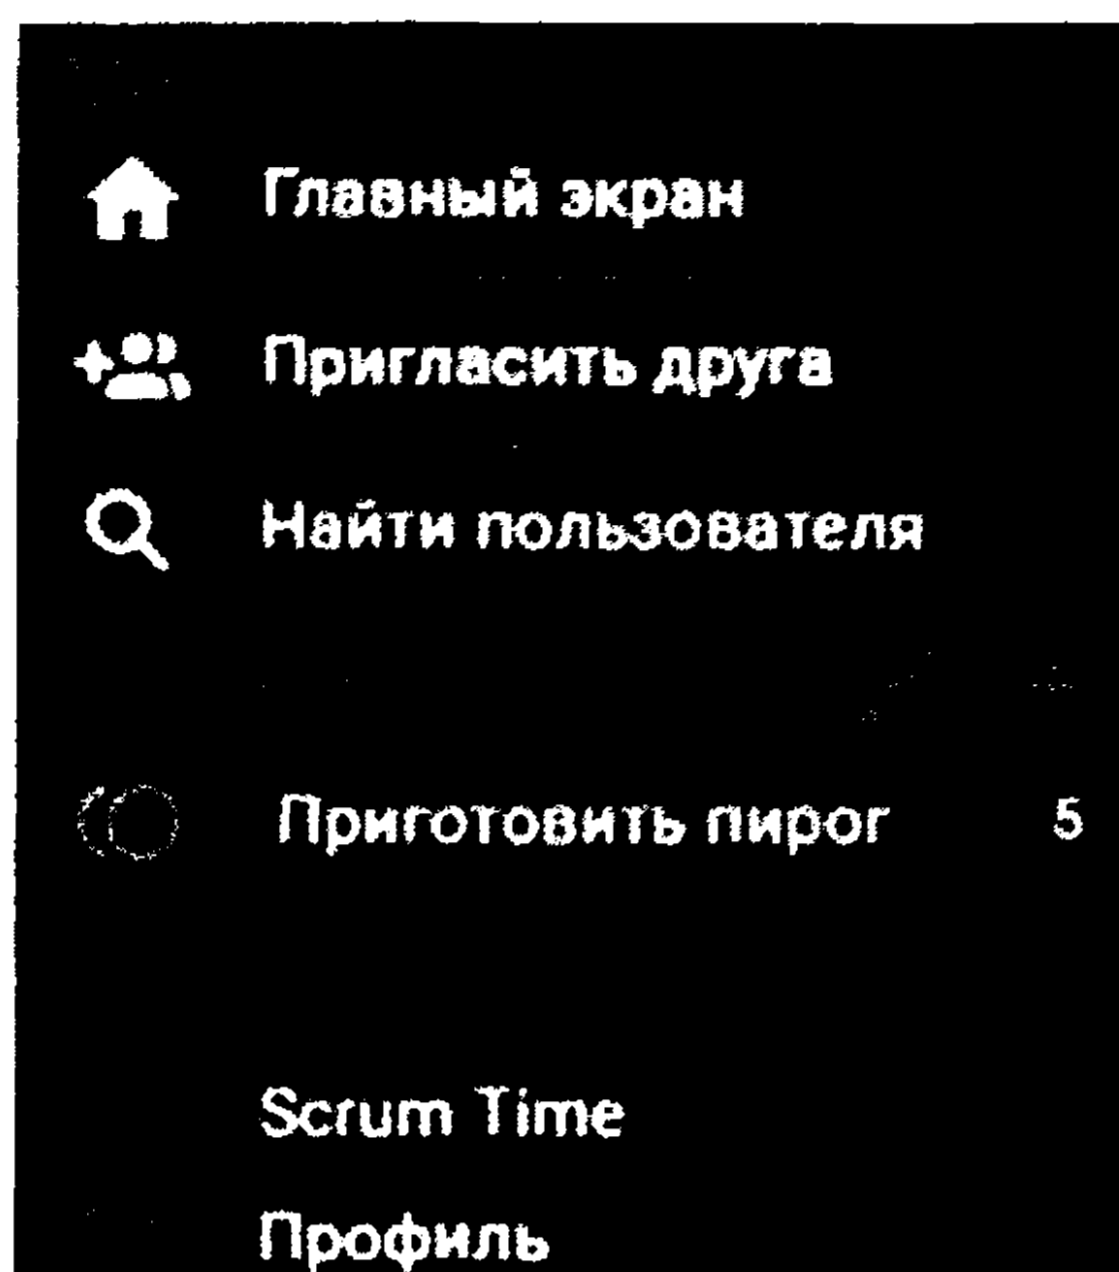 Главный экран
Пригласить друга
Найти пользователя
Приготовить пирог 5
Scrum Time
Профиль